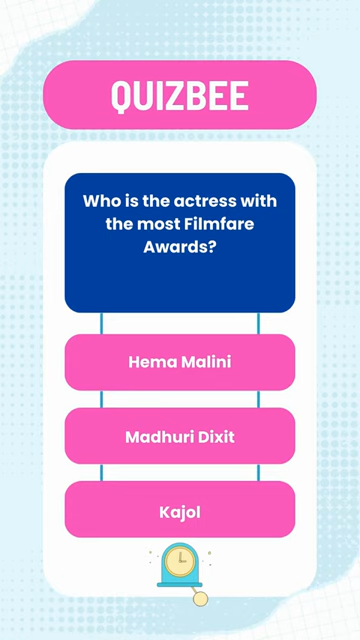 QUIZBEE
Who is the actress with
the most Filmfare
Awards?
Hema Malini
Madhuri Dixit
Kajol